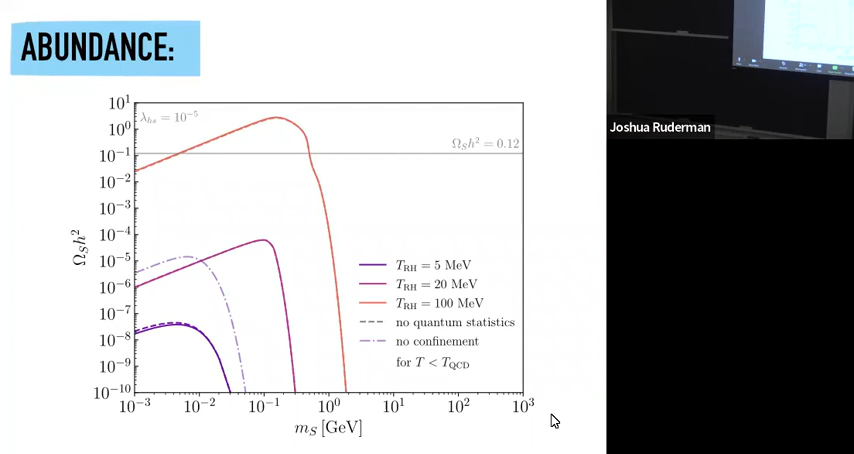 ABUNDANCE:
Joshua Ruderman
λhs = 10⁻⁵
ΩSh² = 0.12
ΩSh²
10¹
10⁰
10⁻¹
10⁻²
10⁻³
10⁻⁴
10⁻⁵
10⁻⁶
10⁻⁷
10⁻⁸
10⁻⁹
10⁻¹⁰
TRH = 5 MeV
TRH = 20 MeV
TRH = 100 MeV
no quantum statistics
no confinement
for T < TQCD
10⁻³ 10⁻² 10⁻¹ 10⁰ 10¹ 10² 10³
mS [GeV]